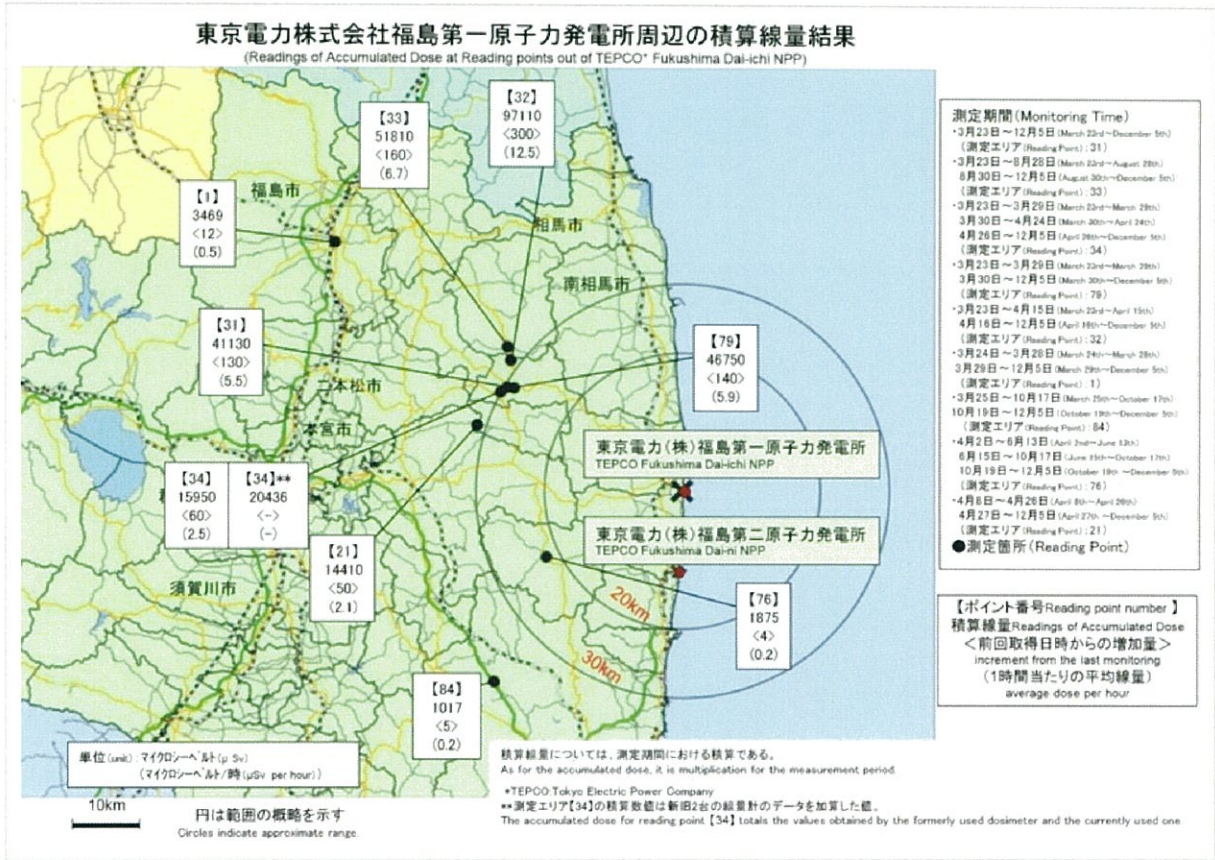 東京電力株式会社福島第一原子力発電所周辺の積算線量結果
(Readings of Accumulated Dose at Reading points out of TEPCO* Fukushima Dai-ichi NPP)
【33】
51810
<160>
(6.7)
【32】
97110
<300>
(12.5)
【1】
3469
<12>
(0.5)
福島市
相馬市
南相馬市
【31】
41130
<130>
(5.5)
【79】
46750
<140>
(5.9)
二本松市
本宮市
東京電力(株)福島第一原子力発電所
TEPCO Fukushima Dai-ichi NPP
【34】
15950
<60>
(2.5)
【34】**
20436
<->
(-)
東京電力(株)福島第二原子力発電所
TEPCO Fukushima Dai-ni NPP
【21】
14410
<50>
(2.1)
須賀川市
【76】
1875
<4>
(0.2)
20km
30km
【84】
1017
<5>
(0.2)
測定期間(Monitoring Time)
・3月23日~12月5日(March 23rd~December 5th)
(測定エリア(Reading Point):31)
・3月23日~8月28日(March 23rd~August 28th)
8月30日~12月5日(August 30th~December 5th)
(測定エリア(Reading Point):33)
・3月23日~3月29日(March 23rd~March 29th)
3月30日~4月24日(March 30th~April 24th)
4月26日~12月5日(April 26th~December 5th)
(測定エリア(Reading Point):34)
・3月23日~3月29日(March 23rd~March 29th)
3月30日~12月5日(March 30th~December 5th)
(測定エリア(Reading Point):79)
・3月23日~4月15日(March 23rd~April 15th)
4月16日~12月5日(April 16th~December 5th)
(測定エリア(Reading Point):32)
・3月24日~3月28日(March 24th~March 28th)
3月29日~12月5日(March 29th~December 5th)
(測定エリア(Reading Point):1)
・3月25日~10月17日(March 25th~October 17th)
10月19日~12月5日(October 19th~December 5th)
(測定エリア(Reading Point):84)
・4月2日~6月13日(April 2nd~June 13th)
6月15日~10月17日(June 15th~October 17th)
10月19日~12月5日(October 19th~December 5th)
(測定エリア(Reading Point):76)
・4月8日~4月26日(April 8th~April 26th)
4月27日~12月5日(April 27th~December 5th)
(測定エリア(Reading Point):21)
●測定箇所(Reading Point)
【ポイント番号Reading point number】
積算線量Readings of Accumulated Dose
<前回取得日時からの増加量>
increment from the last monitoring
(1時間当たりの平均線量)
average dose per hour
単位(unit):マイクロシーベルト(μ Sv)
(マイクロシーベルト/時(μSv per hour))
10km
円は範囲の概略を示す
Circles indicate approximate range.
積算線量については、測定期間における積算である。
As for the accumulated dose, it is multiplication for the measurement period.
*TEPCO:Tokyo Electric Power Company
**測定エリア【34】の積算数値は新旧2台の線量計のデータを加算した値。
The accumulated dose for reading point【34】totals the values obtained by the formerly used dosimeter and the currently used one.